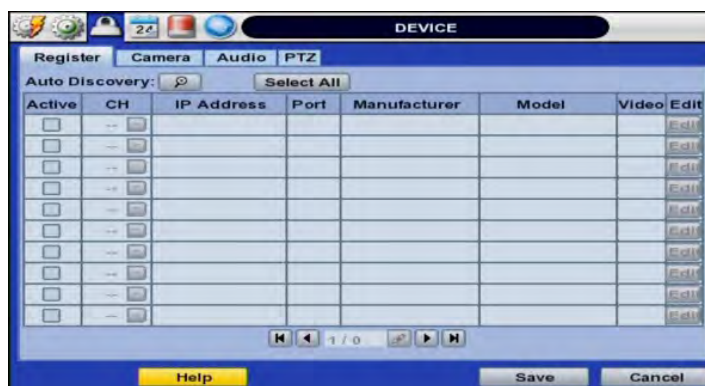 24
DEVICE
Register Camera Audio PTZ
Auto Discovery: Select All
Active CH IP Address Port Manufacturer Model Video Edit
-- Edit
-- Edit
-- Edit
-- Edit
-- Edit
-- Edit
-- Edit
-- Edit
-- Edit
-- Edit
1 / 0
Help Save Cancel